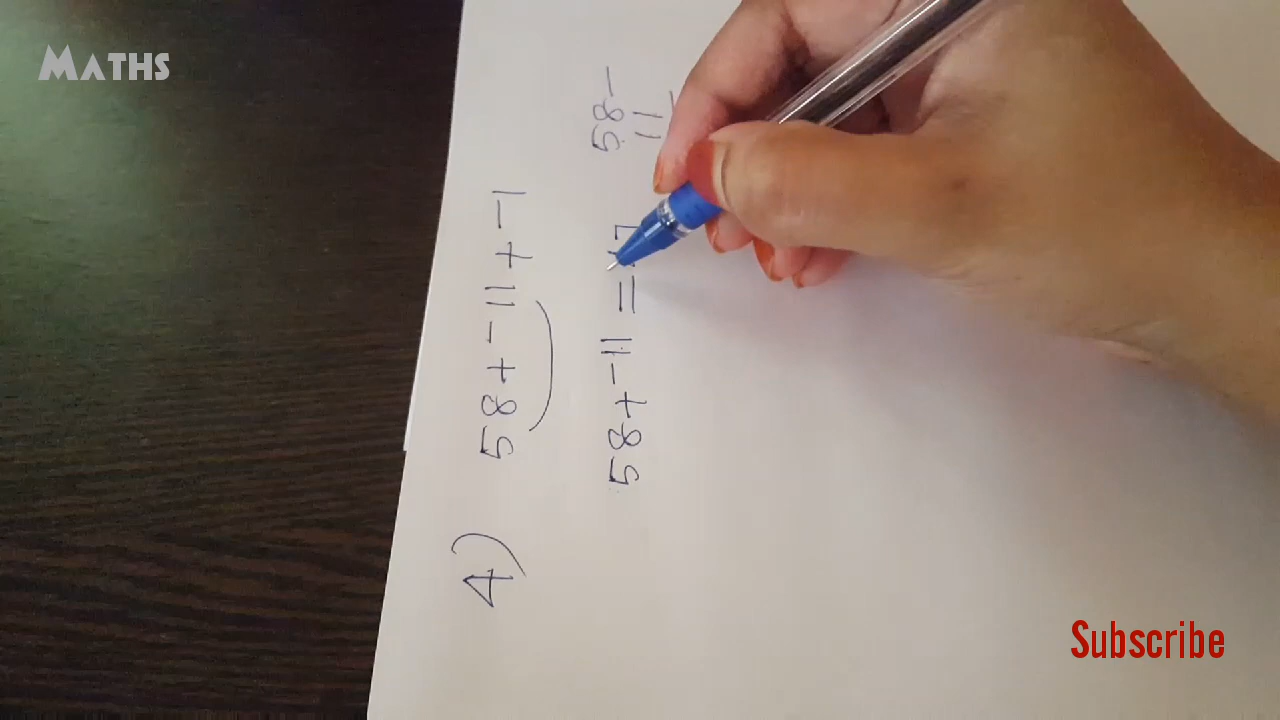 MATHS
4) 58 + -11 + -1
58 -
11
58 + -11 = 47
Subscribe